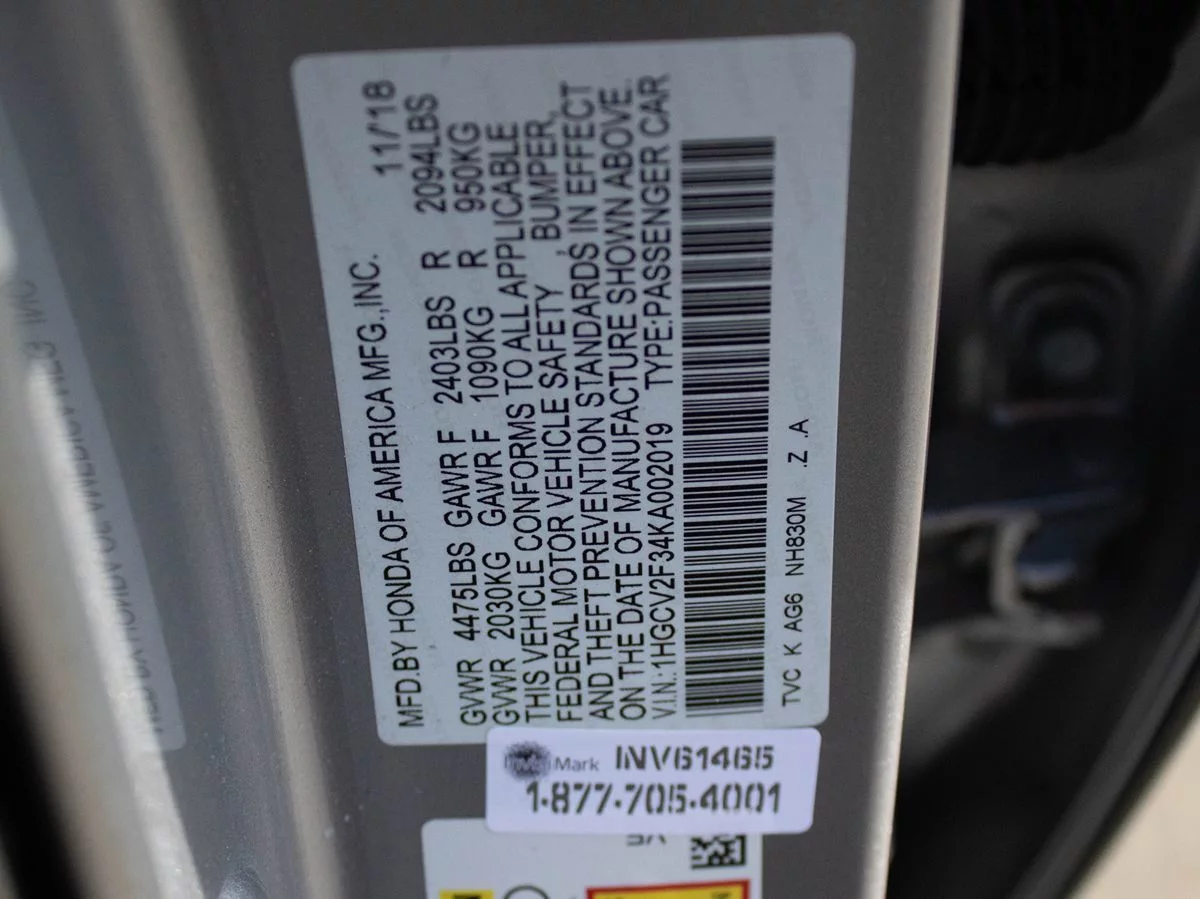 MFD.BY HONDA OF AMERICA MFG.,INC. 11/'18
GVWR 4475LBS GAWR F 2403LBS R 2094LBS
GVWR 2030KG GAWR F 1090KG R 950KG
THIS VEHICLE CONFORMS TO ALL APPLICABLE
FEDERAL MOTOR VEHICLE SAFETY ,BUMPER,
AND THEFT PREVENTION STANDARDS IN EFFECT
ON THE DATE OF MANUFACTURE SHOWN ABOVE.
V.I.N.:1HGCV2F34KA002019 TYPE:PASSENGER CAR
TVC K AG6 NH830M .Z .A
Mark INV61465
1-877-705-4001